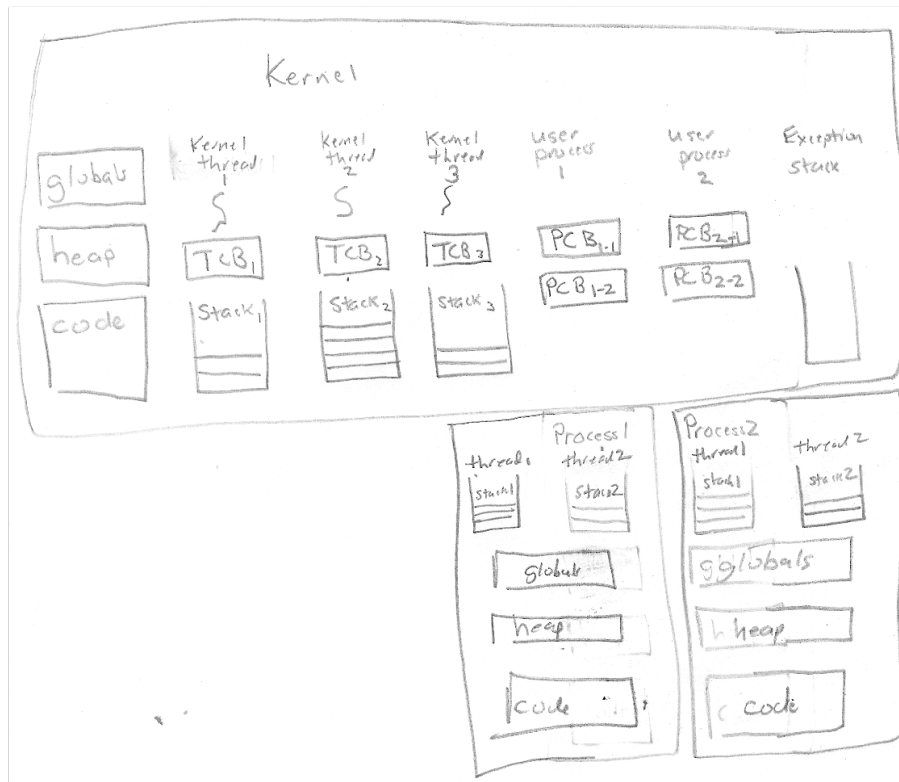 Kernel
globals
heap
code
Kernel
thread
1
TCB1
Stack1
Kernel
thread
2
TCB2
Stack2
Kernel
thread
3
TCB3
Stack3
user
process
1
PCB1-1
PCB1-2
user
process
2
PCB2-1
PCB2-2
Exception
stack
Process1
thread1
stack1
thread2
stack2
globals
heap
code
Process2
thread1
stack1
thread2
stack2
globals
heap
code